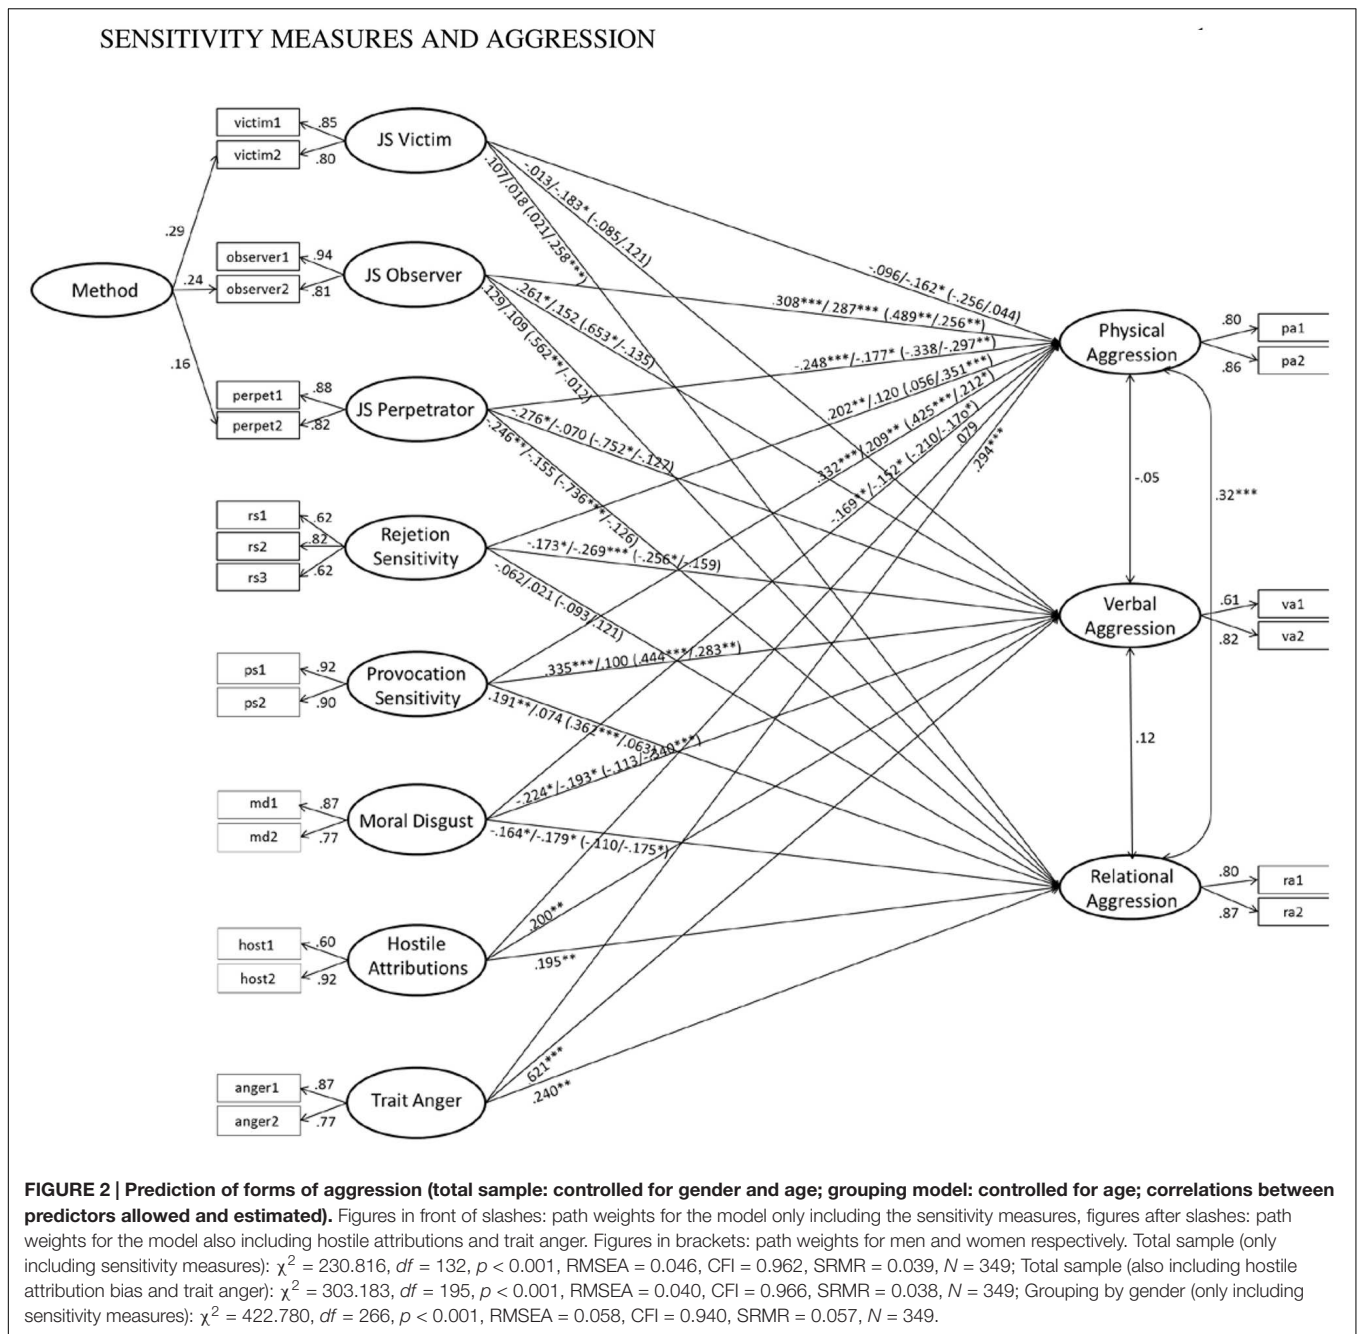 SENSITIVITY MEASURES AND AGGRESSION
victim1
.85
victim2
.80
JS Victim
-.013/-.183* (-.085/.121)
.107/.018 (.021/.258***)
.29
observer1
.94
observer2
.81
JS Observer
Method
.24
-.096/-.162* (-.256/.044)
.308***/.287*** (.489**/.256**)
.261*/.152 (.653*/-.135)
.129/.109 (.562**/-.012)
Physical
Aggression
.80
pa1
.86
pa2
.16
perpet1
.88
perpet2
.82
JS Perpetrator
-.248***/-.177* (-.338/-.297**)
-.276*/-.070 (-.752*/-.127)
-.246**/-.155 (-.736***/-.126)
.202**/.120 (.056/.351***)
.332***/.209** (.425***/.212*)
-.169**/-.152* (-.210/-.170*)
.079
.294***
-.05
.32***
rs1
.62
rs2
.82
rs3
.62
Rejetion
Sensitivity
-.173*/-.269*** (-.256*/-.159)
-.062/.021 (-.093/.121)
Verbal
Aggression
.61
va1
.82
va2
ps1
.92
ps2
.90
Provocation
Sensitivity
.335***/.100 (.444***/.283**)
.191**/.074 (.362***/.063)
.12
md1
.87
md2
.77
Moral Disgust
-.224*/-.193* (-.113/-.340***)
-.164*/-.179* (-.110/-.175*)
Relational
Aggression
.80
ra1
.87
ra2
host1
.60
host2
.92
Hostile
Attributions
.200**
.195**
anger1
.87
anger2
.77
Trait Anger
.621***
.240**
FIGURE 2 | Prediction of forms of aggression (total sample: controlled for gender and age; grouping model: controlled for age; correlations between
predictors allowed and estimated). Figures in front of slashes: path weights for the model only including the sensitivity measures, figures after slashes: path
weights for the model also including hostile attributions and trait anger. Figures in brackets: path weights for men and women respectively. Total sample (only
including sensitivity measures): χ² = 230.816, df = 132, p < 0.001, RMSEA = 0.046, CFI = 0.962, SRMR = 0.039, N = 349; Total sample (also including hostile
attribution bias and trait anger): χ² = 303.183, df = 195, p < 0.001, RMSEA = 0.040, CFI = 0.966, SRMR = 0.038, N = 349; Grouping by gender (only including
sensitivity measures): χ² = 422.780, df = 266, p < 0.001, RMSEA = 0.058, CFI = 0.940, SRMR = 0.057, N = 349.